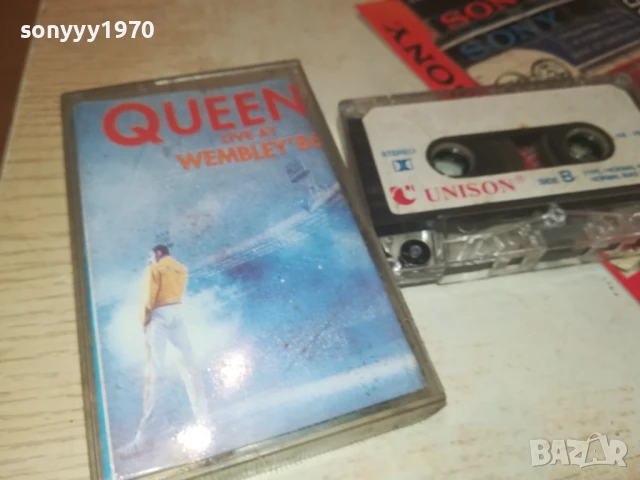 sonyyy1970
QUEEN
LIVE AT
WEMBLEY'86
SONY
SONY
SONY
STEREO
UNISON®
SIDE B
BAZAR